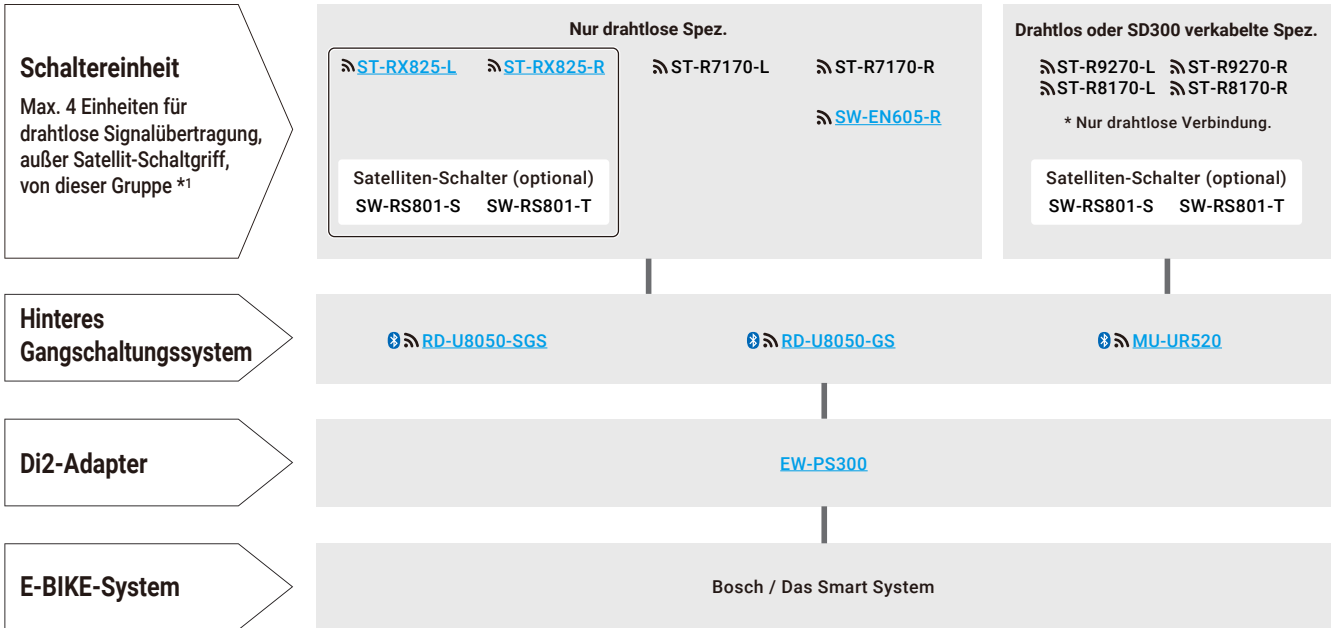 Schaltereinheit
Max. 4 Einheiten für
drahtlose Signalübertragung,
außer Satellit-Schaltgriff,
von dieser Gruppe *1
Nur drahtlose Spez.
ST-RX825-L ST-RX825-R ST-R7170-L ST-R7170-R
SW-EN605-R
Satelliten-Schalter (optional)
SW-RS801-S SW-RS801-T
Drahtlos oder SD300 verkabelte Spez.
ST-R9270-L ST-R9270-R
ST-R8170-L ST-R8170-R
* Nur drahtlose Verbindung.
Satelliten-Schalter (optional)
SW-RS801-S SW-RS801-T
Hinteres
Gangschaltungssystem
RD-U8050-SGS RD-U8050-GS MU-UR520
Di2-Adapter
EW-PS300
E-BIKE-System
Bosch / Das Smart System